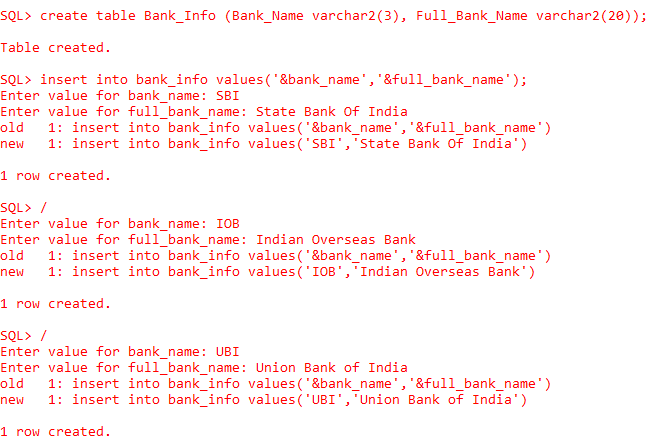 SQL> create table Bank_Info (Bank_Name varchar2(3), Full_Bank_Name varchar2(20));
Table created.
SQL> insert into bank_info values('&bank_name','&full_bank_name');
Enter value for bank_name: SBI
Enter value for full_bank_name: State Bank Of India
old   1: insert into bank_info values('&bank_name','&full_bank_name')
new   1: insert into bank_info values('SBI','State Bank Of India')
1 row created.
SQL> /
Enter value for bank_name: IOB
Enter value for full_bank_name: Indian Overseas Bank
old   1: insert into bank_info values('&bank_name','&full_bank_name')
new   1: insert into bank_info values('IOB','Indian Overseas Bank')
1 row created.
SQL> /
Enter value for bank_name: UBI
Enter value for full_bank_name: Union Bank of India
old   1: insert into bank_info values('&bank_name','&full_bank_name')
new   1: insert into bank_info values('UBI','Union Bank of India')
1 row created.